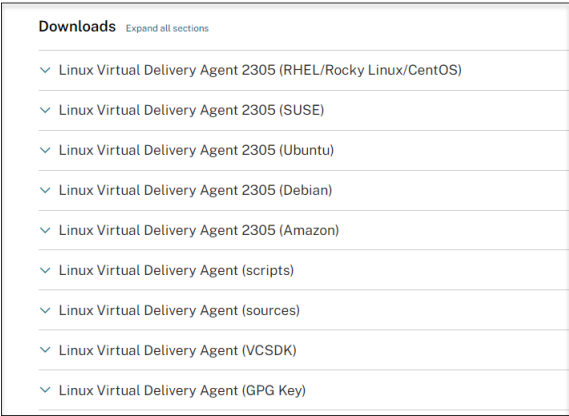 Downloads Expand all sections
Linux Virtual Delivery Agent 2305 (RHEL/Rocky Linux/CentOS)
Linux Virtual Delivery Agent 2305 (SUSE)
Linux Virtual Delivery Agent 2305 (Ubuntu)
Linux Virtual Delivery Agent 2305 (Debian)
Linux Virtual Delivery Agent 2305 (Amazon)
Linux Virtual Delivery Agent (scripts)
Linux Virtual Delivery Agent (sources)
Linux Virtual Delivery Agent (VCSDK)
Linux Virtual Delivery Agent (GPG Key)